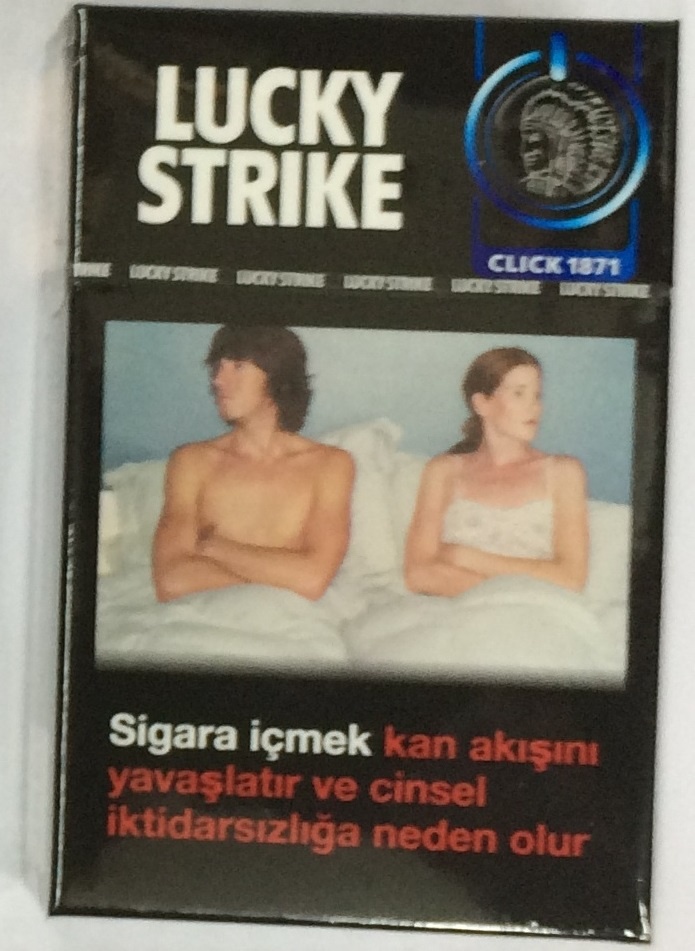 LUCKY
STRIKE
CLICK 1871
TRIKE LUCKY STRIKE LUCKY STRIKE LUCKY STRIKE LUCKY STRIKE LUCKY STRIKE
Sigara içmek kan akışını
yavaşlatır ve cinsel
iktidarsızlığa neden olur